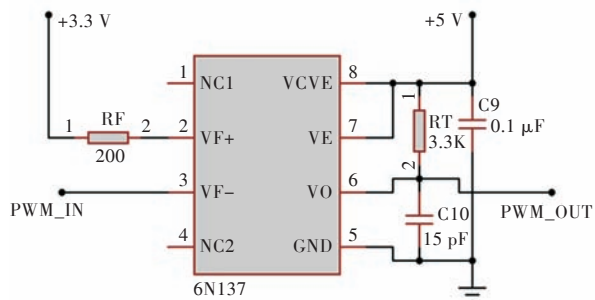 +3.3 V
+5 V
1 NC1 VCVE 8
RF
1 2
200
2 VF+ VE 7
1
RT
3.3K
2
C9
0.1 μF
PWM_IN
3 VF− VO 6
PWM_OUT
C10
15 pF
4 NC2 GND 5
6N137